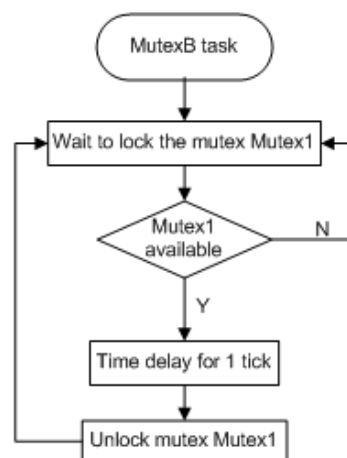 MutexB task
Wait to lock the mutex Mutex1
Mutex1
available
N
Y
Time delay for 1 tick
Unlock mutex Mutex1